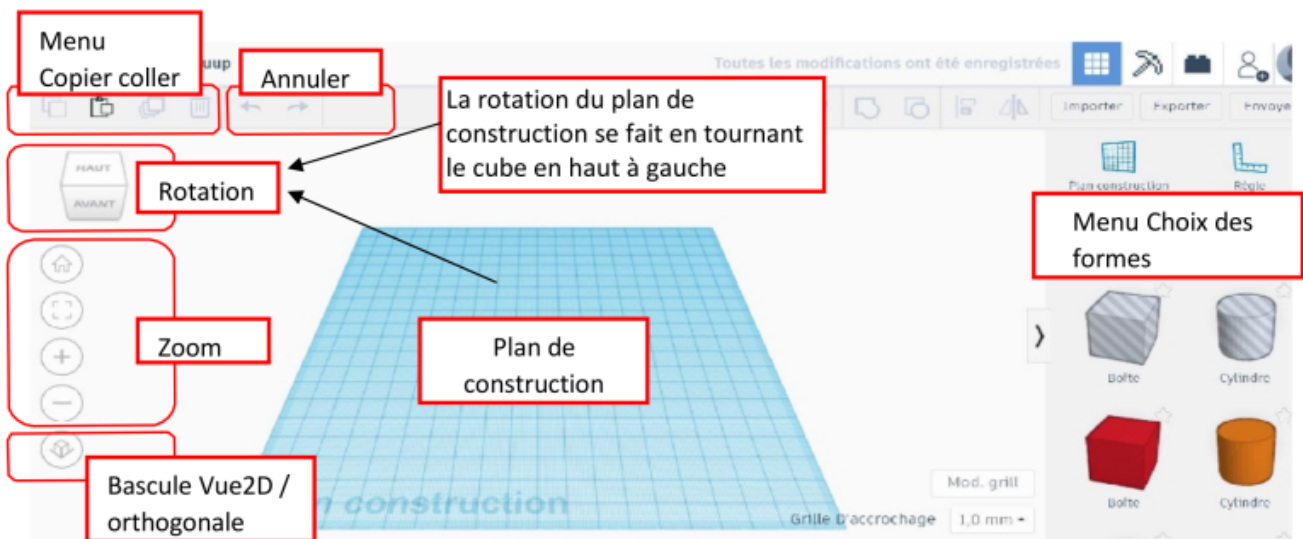 Menu
Copier coller
uup
Annuler
Toutes les modifications ont été enregistrées
La rotation du plan de
construction se fait en tournant
le cube en haut à gauche
Importer
Exporter
Envoye
HAUT
AVANT
Rotation
Plan construction
Règle
Menu Choix des
formes
Zoom
Plan de
construction
Boîte
Cylindre
Bascule Vue2D /
orthogonale
n construction
Mod. grill
Grille D'accrochage
1,0 mm
Boîte
Cylindre